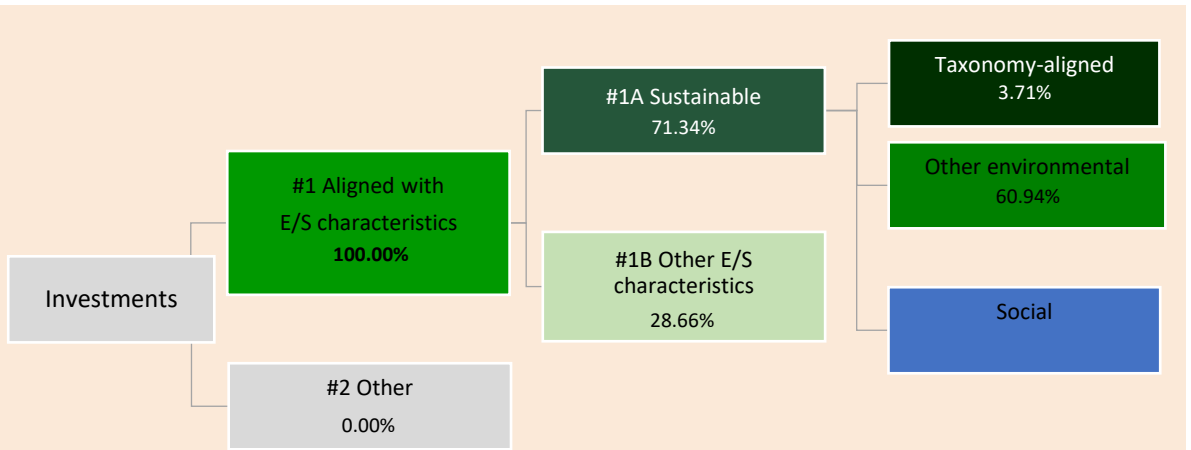 Taxonomy-aligned
3.71%
#1A Sustainable
71.34%
Other environmental
60.94%
#1 Aligned with
E/S characteristics
100.00%
#1B Other E/S
characteristics
28.66%
Investments
Social
#2 Other
0.00%